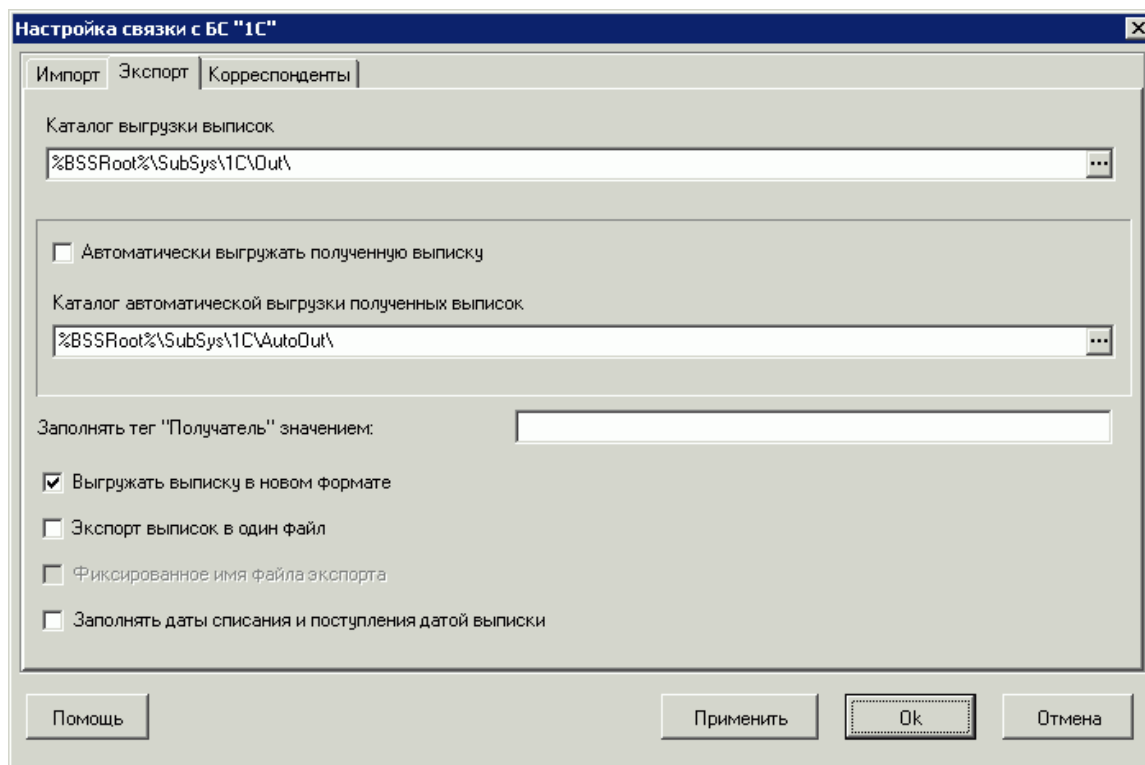 Настройка связки с БС "1С"
Импорт Экспорт Корреспонденты
Каталог выгрузки выписок
%BSSRoot%\SubSys\1C\Out\
Автоматически выгружать полученную выписку
Каталог автоматической выгрузки полученных выписок
%BSSRoot%\SubSys\1C\AutoOut\
Заполнять тег "Получатель" значением:
Выгружать выписку в новом формате
Экспорт выписок в один файл
Фиксированное имя файла экспорта
Заполнять даты списания и поступления датой выписки
Помощь Применить Ok Отмена